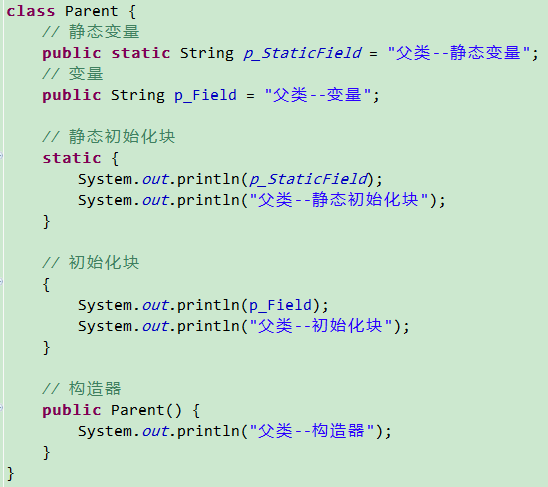 class Parent {
    // 静态变量
    public static String p_StaticField = "父类--静态变量";
    // 变量
    public String p_Field = "父类--变量";

    // 静态初始化块
    static {
        System.out.println(p_StaticField);
        System.out.println("父类--静态初始化块");
    }

    // 初始化块
    {
        System.out.println(p_Field);
        System.out.println("父类--初始化块");
    }

    // 构造器
    public Parent() {
        System.out.println("父类--构造器");
    }
}